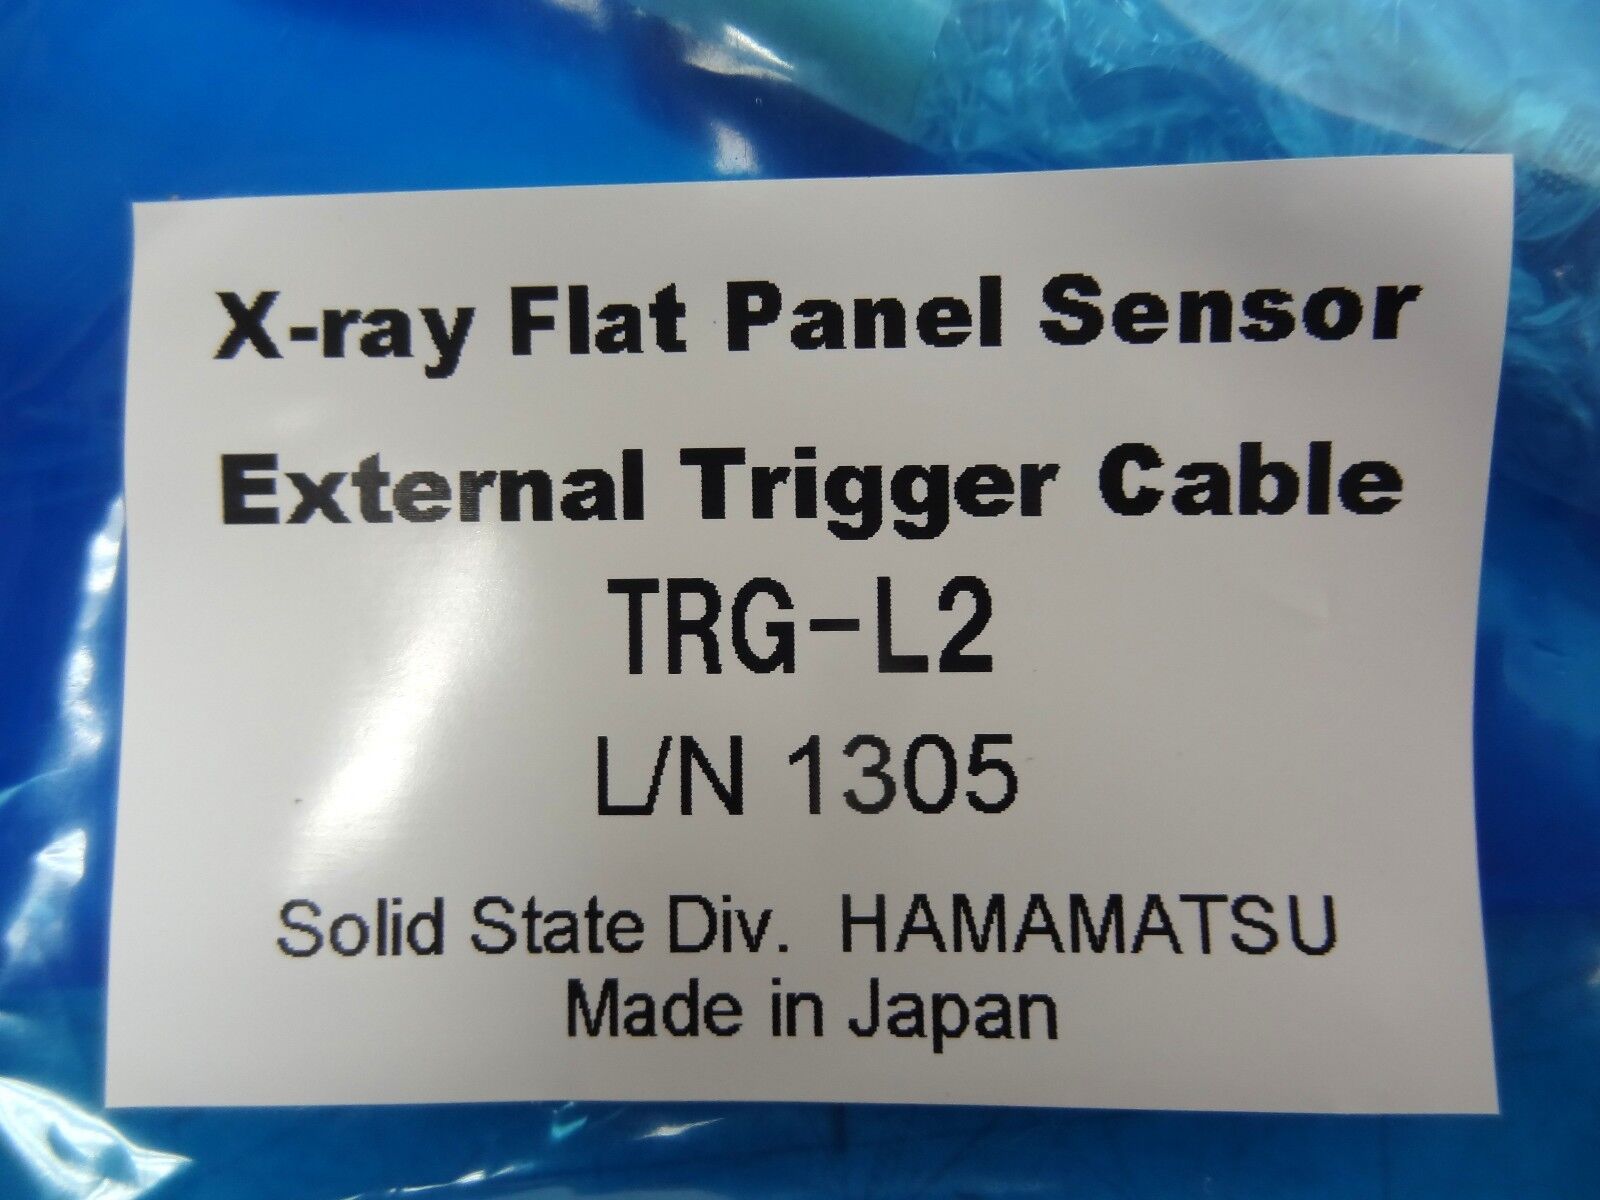 X-ray Flat Panel Sensor
External Trigger Cable
TRG-L2
L/N 1305
Solid State Div. HAMAMATSU
Made in Japan